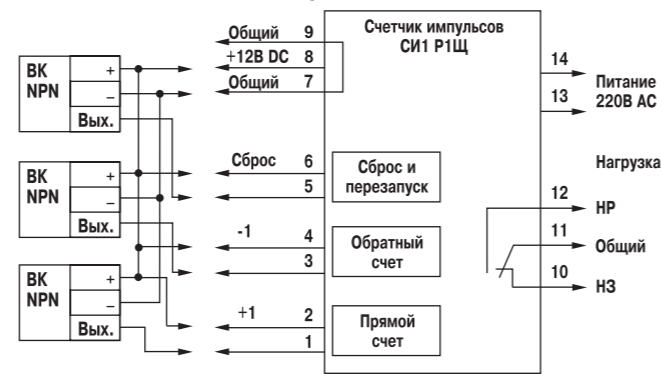 Счетчик импульсов
СИ1 Р1Щ
Общий 9
+12В DC 8
Общий 7
14
13
Питание
220В АС
ВК
NPN
+
–
Вых.
Сброс 6
5
Сброс и
перезапуск
Нагрузка
ВК
NPN
+
–
Вых.
12
НР
11
Общий
10
НЗ
-1 4
3
Обратный
счет
ВК
NPN
+
–
Вых.
+1 2
1
Прямой
счет